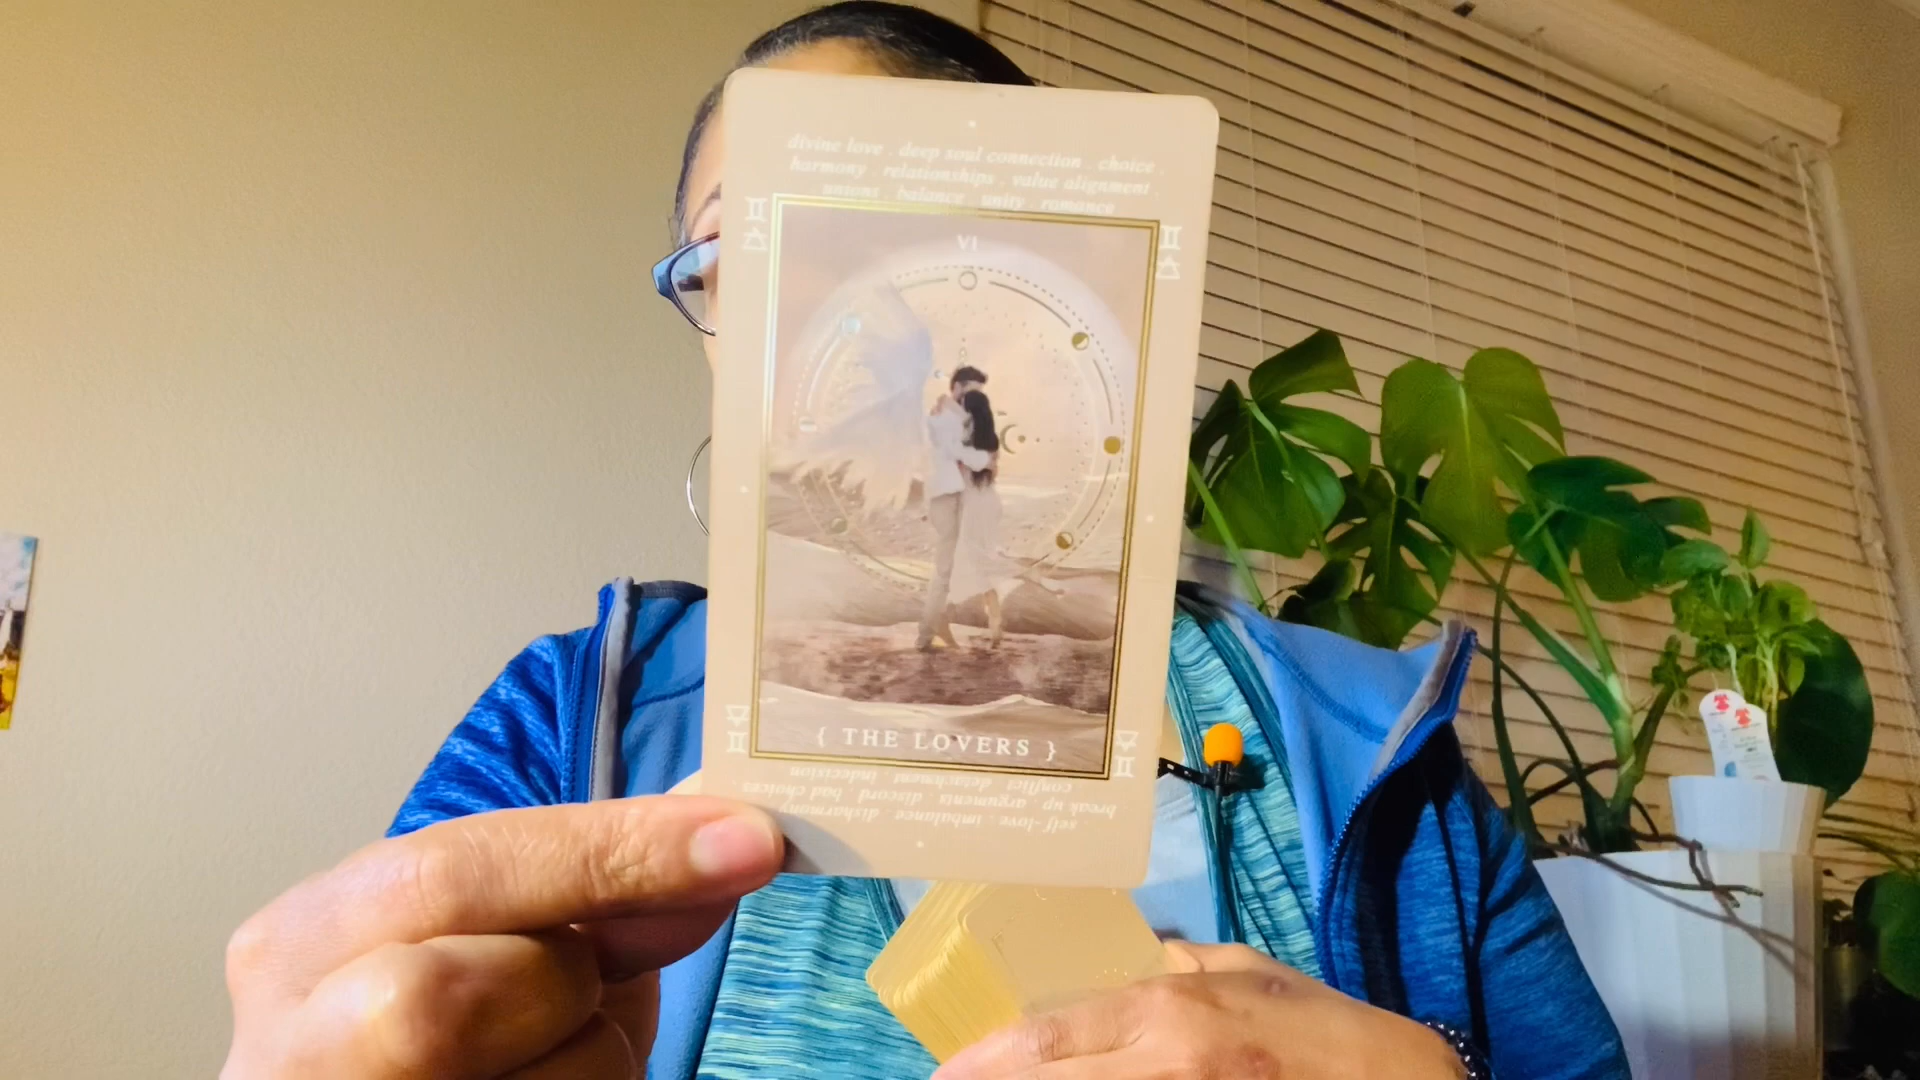 divine love . deep soul connection . choice .
harmony . relationships . value alignment .
unions . balance . unity . romance
VI
{ THE LOVERS }
conflict . detachment . indecision
break up . arguments . discord . bad choices
self-love . imbalance . disharmony